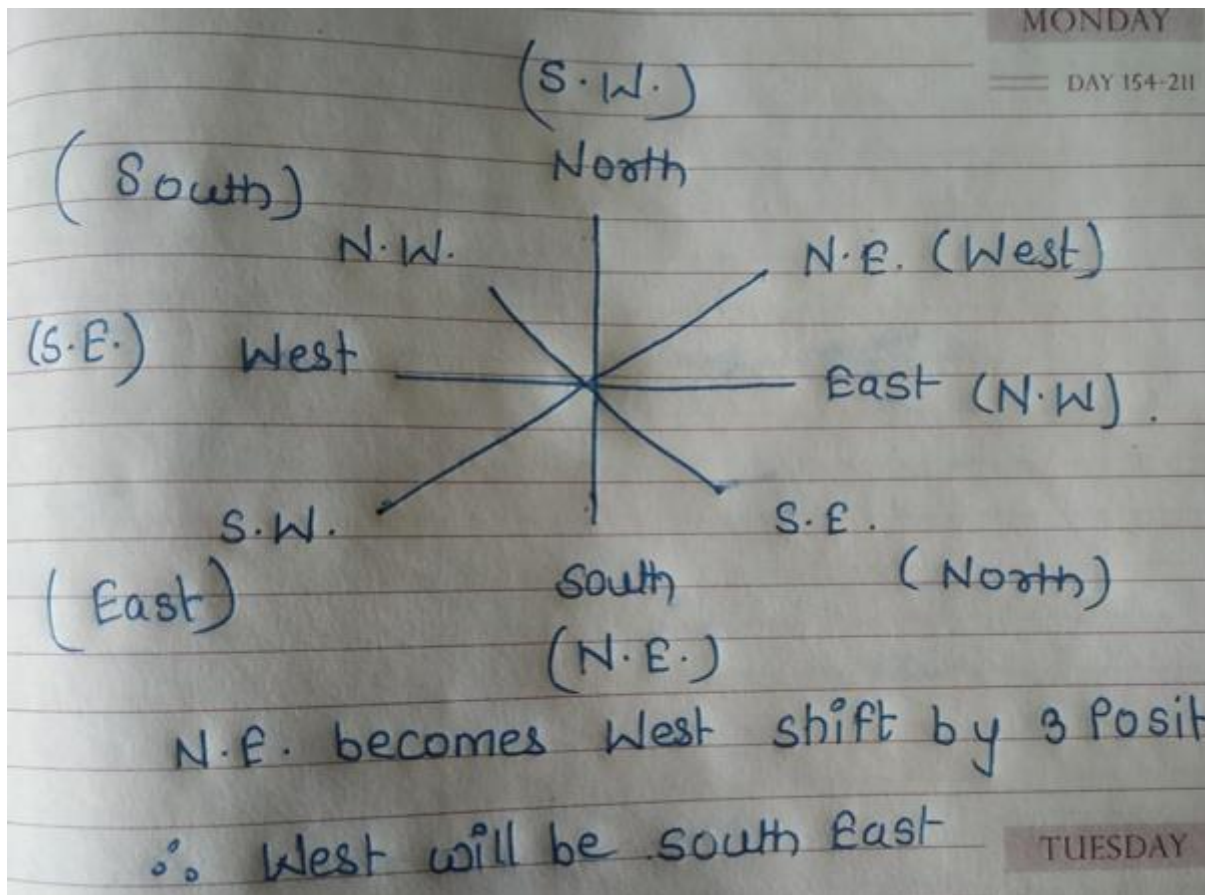 MONDAY
DAY 154-211
(S.W.)
North
(South)
N.W.
N.E. (West)
(S.E.) West
East (N.W).
S.W.
S.E.
(East)
South
(North)
(N.E.)
N.E. becomes West shift by 3 Posit
∴ West will be south East
TUESDAY